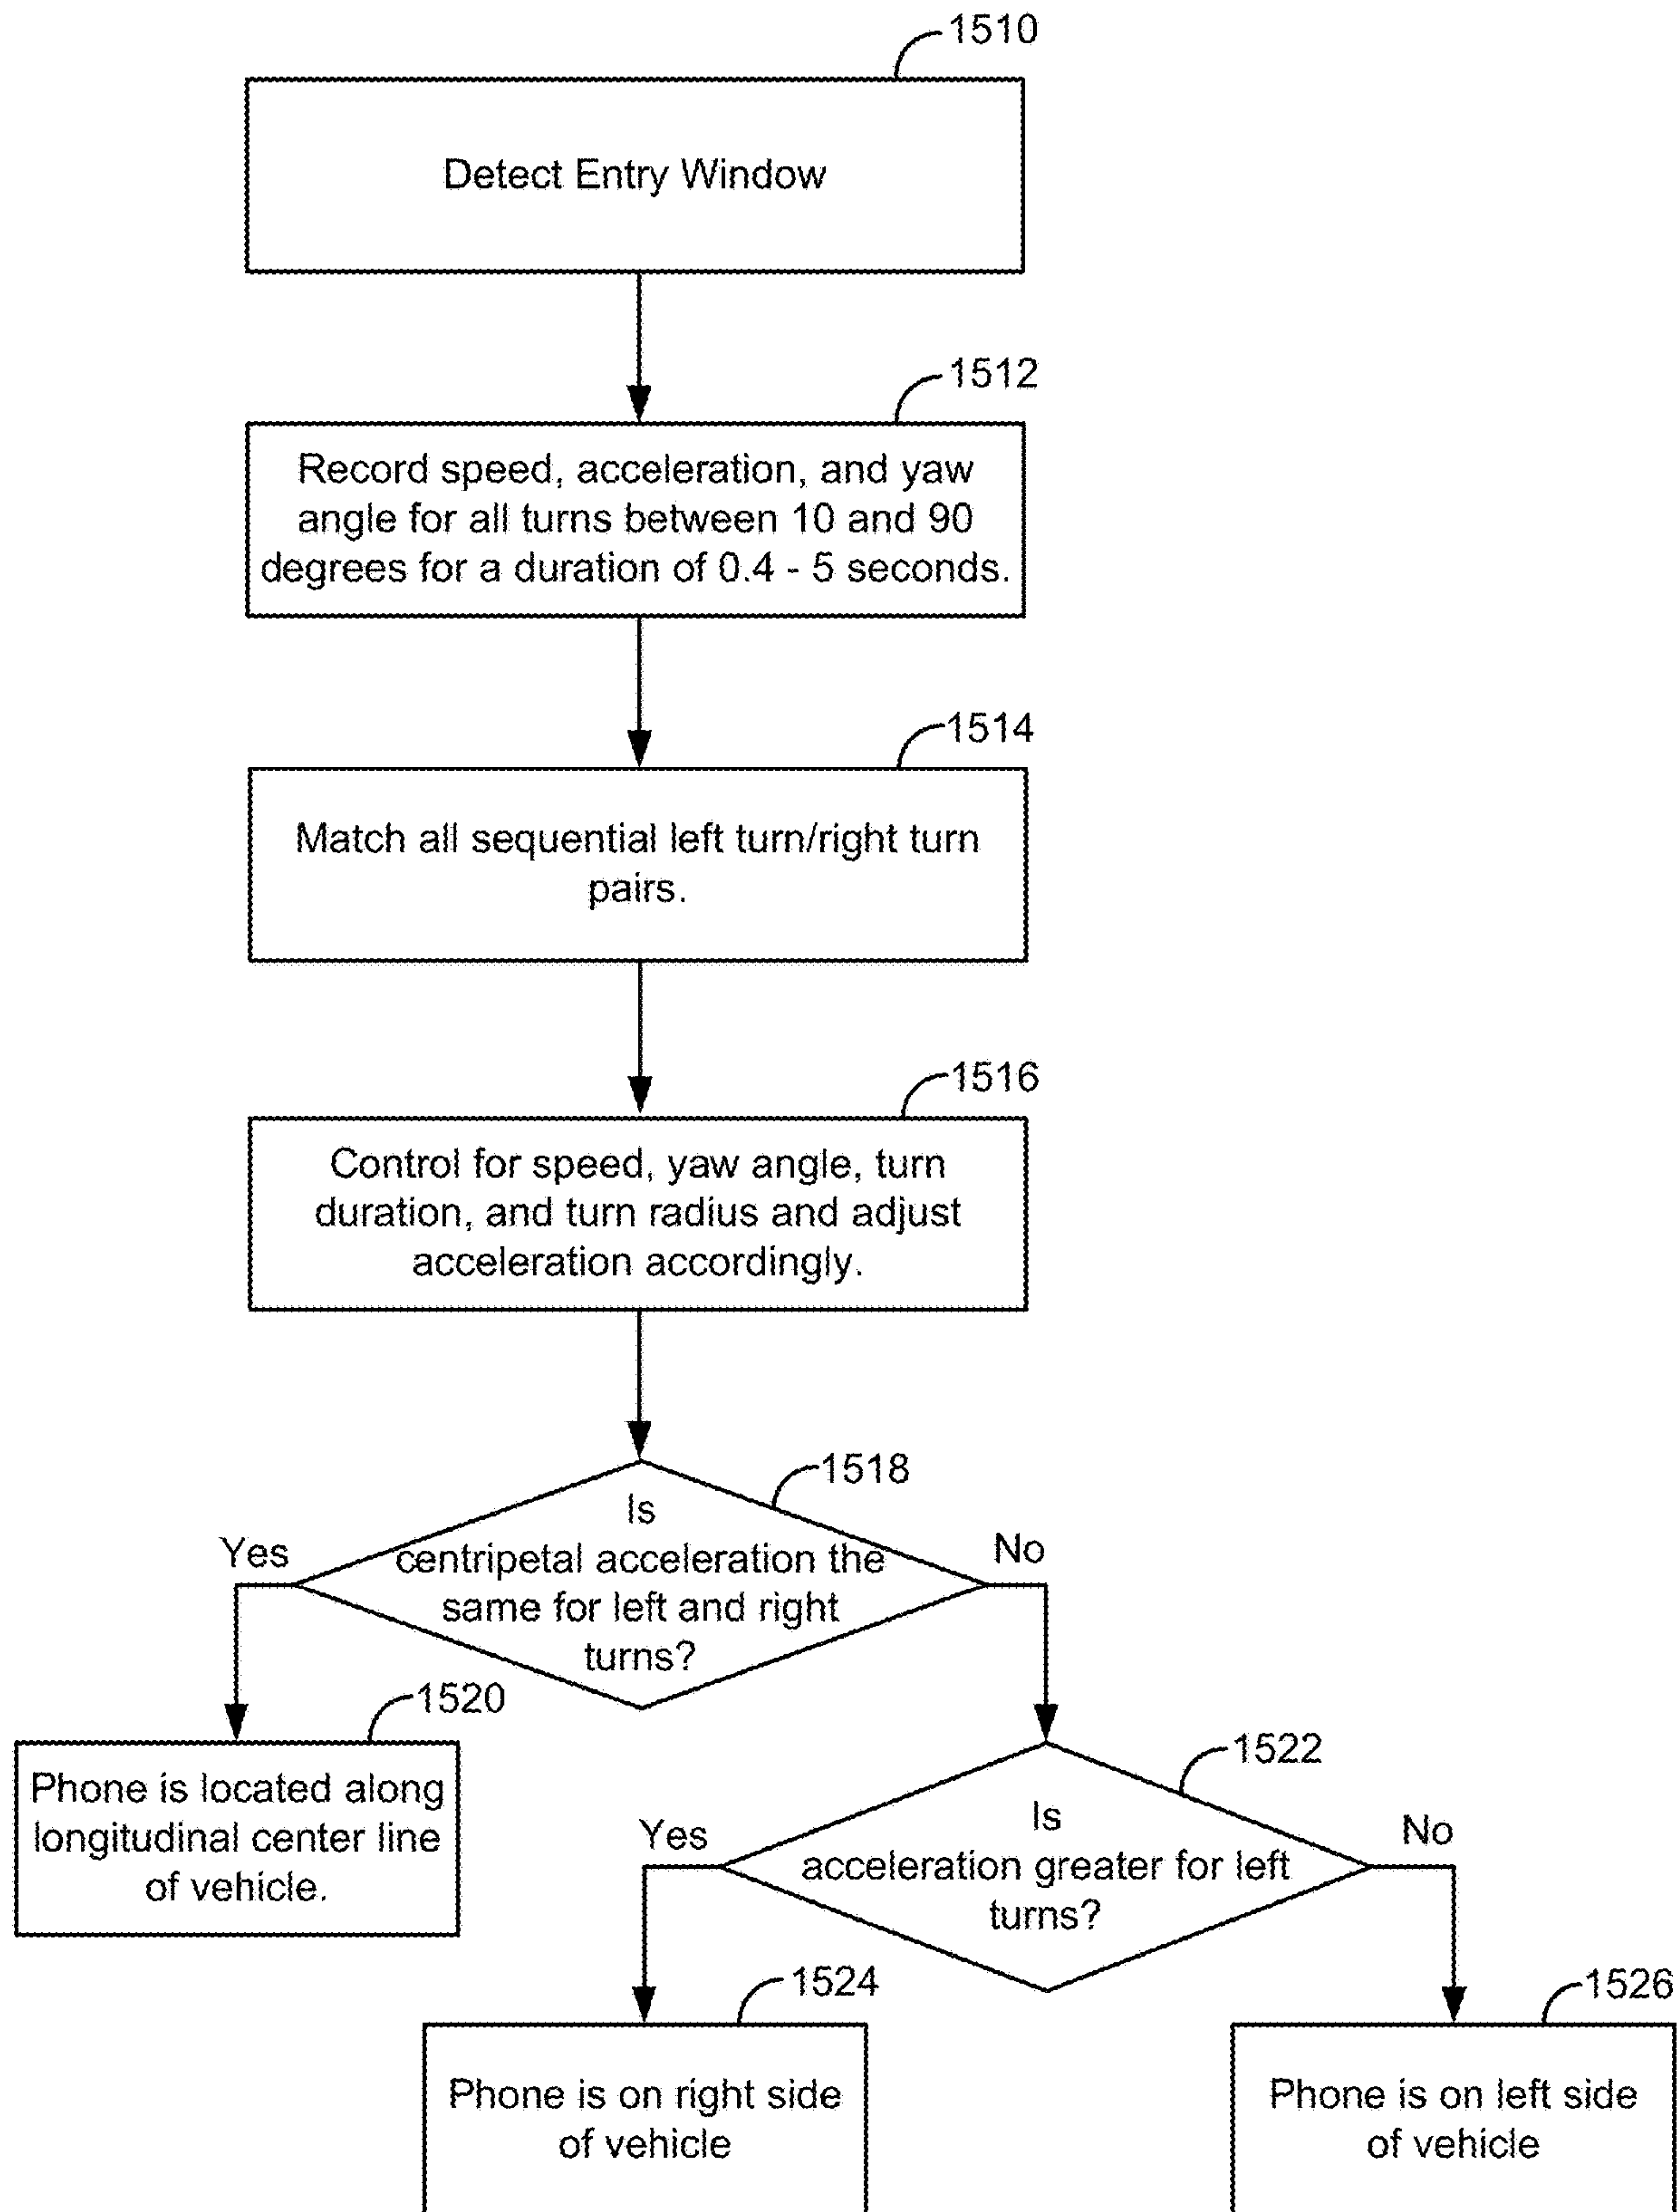 1510
Detect Entry Window
1512
Record speed, acceleration, and yaw
angle for all turns between 10 and 90
degrees for a duration of 0.4 - 5 seconds.
1514
Match all sequential left turn/right turn
pairs.
1516
Control for speed, yaw angle, turn
duration, and turn radius and adjust
acceleration accordingly.
1518
Is
centripetal acceleration the
same for left and right
turns?
Yes
No
1520
Phone is located along
longitudinal center line
of vehicle.
1522
Is
acceleration greater for left
turns?
Yes
No
1524
Phone is on right side
of vehicle
1526
Phone is on left side
of vehicle